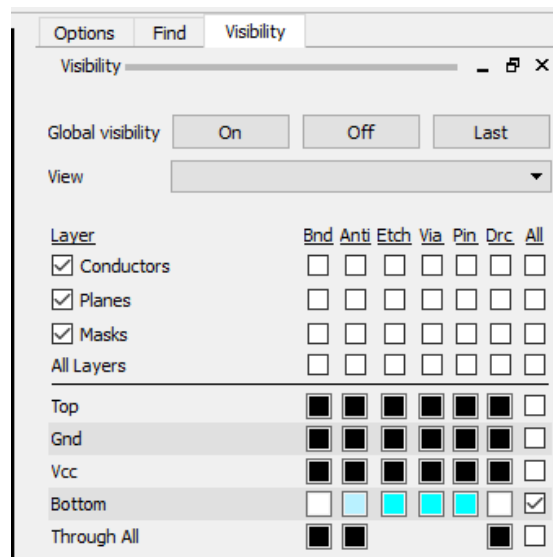 Options Find Visibility
Visibility
Global visibility On Off Last
View
Layer Bnd Anti Etch Via Pin Drc All
Conductors
Planes
Masks
All Layers
Top
Gnd
Vcc
Bottom
Through All